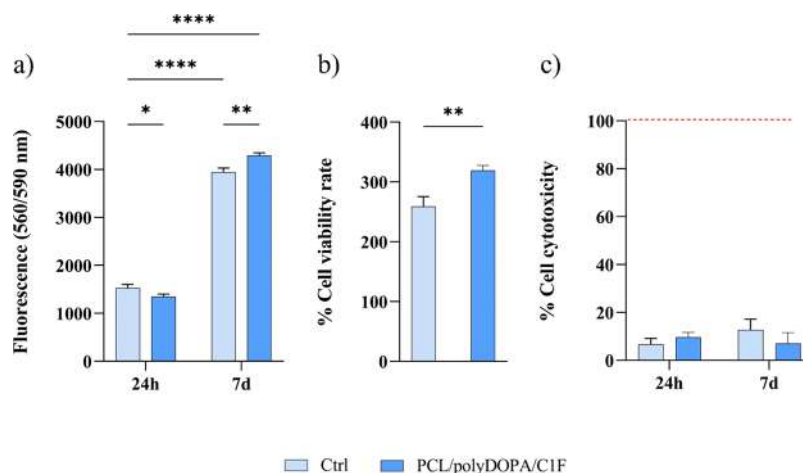 a)
****
****
*
**
Fluorescence (560/590 nm)
5000
4000
3000
2000
1000
0
24h
7d
b)
**
% Cell viability rate
400
300
200
100
0
c)
% Cell cytotoxicity
100
80
60
40
20
0
24h
7d
Ctrl
PCL/polyDOPA/C1F